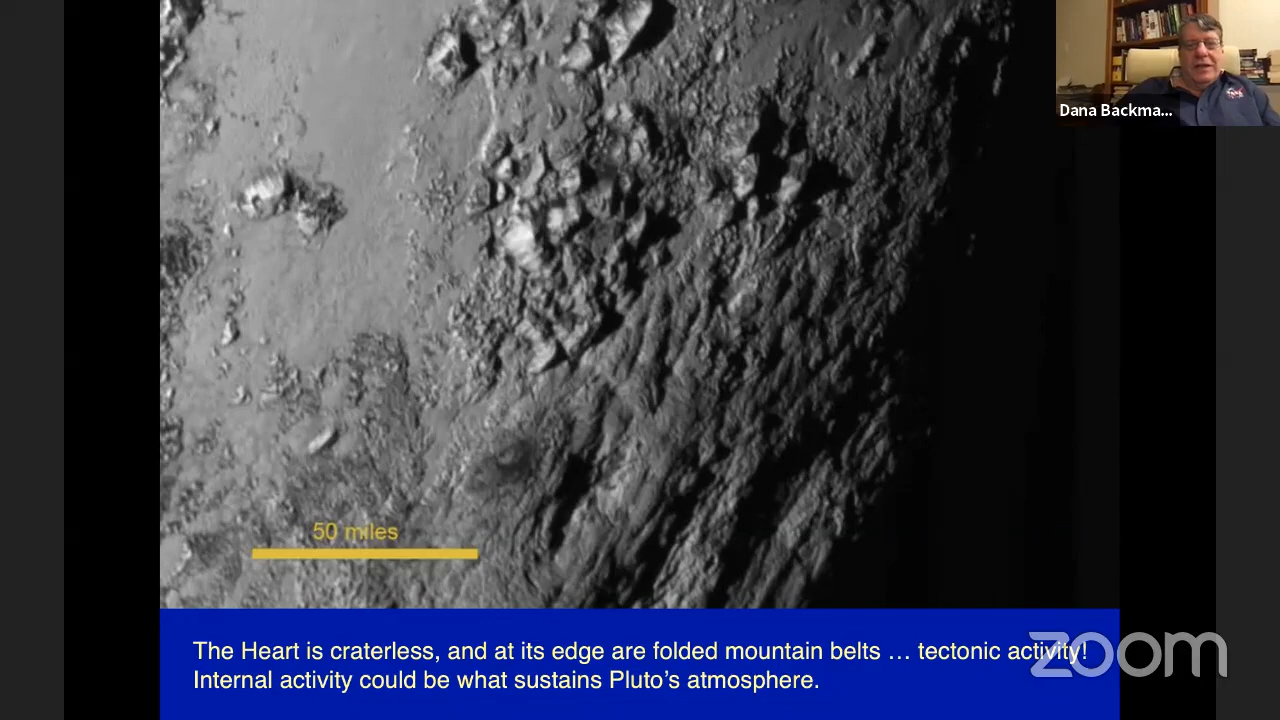 Dana Backma...
50 miles
The Heart is craterless, and at its edge are folded mountain belts ... tectonic activity!
Internal activity could be what sustains Pluto's atmosphere.
zoom